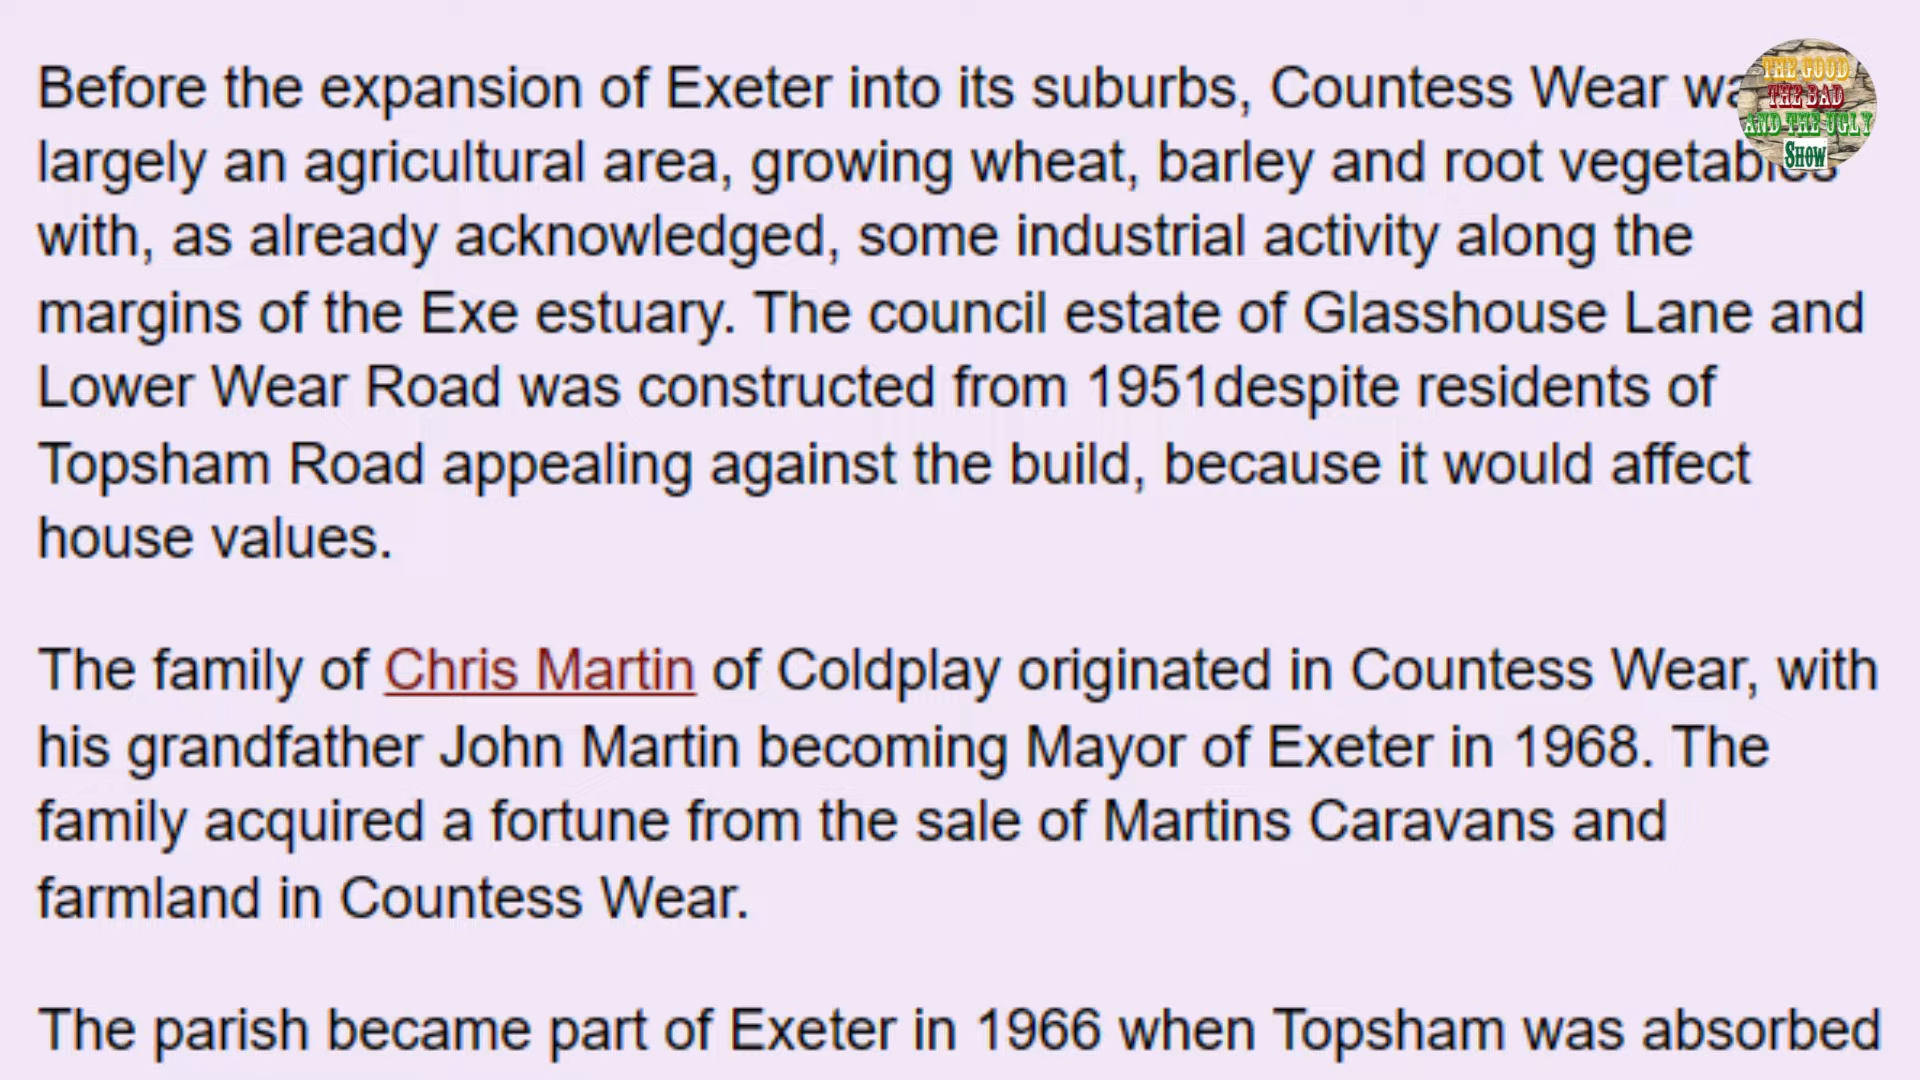 Before the expansion of Exeter into its suburbs, Countess Wear
largely an agricultural area, growing wheat, barley and root vegetables
with, as already acknowledged, some industrial activity along the
margins of the Exe estuary. The council estate of Glasshouse Lane and
Lower Wear Road was constructed from 1951despite residents of
Topsham Road appealing against the build, because it would affect
house values.
The family of Chris Martin of Coldplay originated in Countess Wear, with
his grandfather John Martin becoming Mayor of Exeter in 1968. The
family acquired a fortune from the sale of Martins Caravans and
farmland in Countess Wear.
The parish became part of Exeter in 1966 when Topsham was absorbed
THE GOOD
THE BAD
AND THE UGLY
SHOW